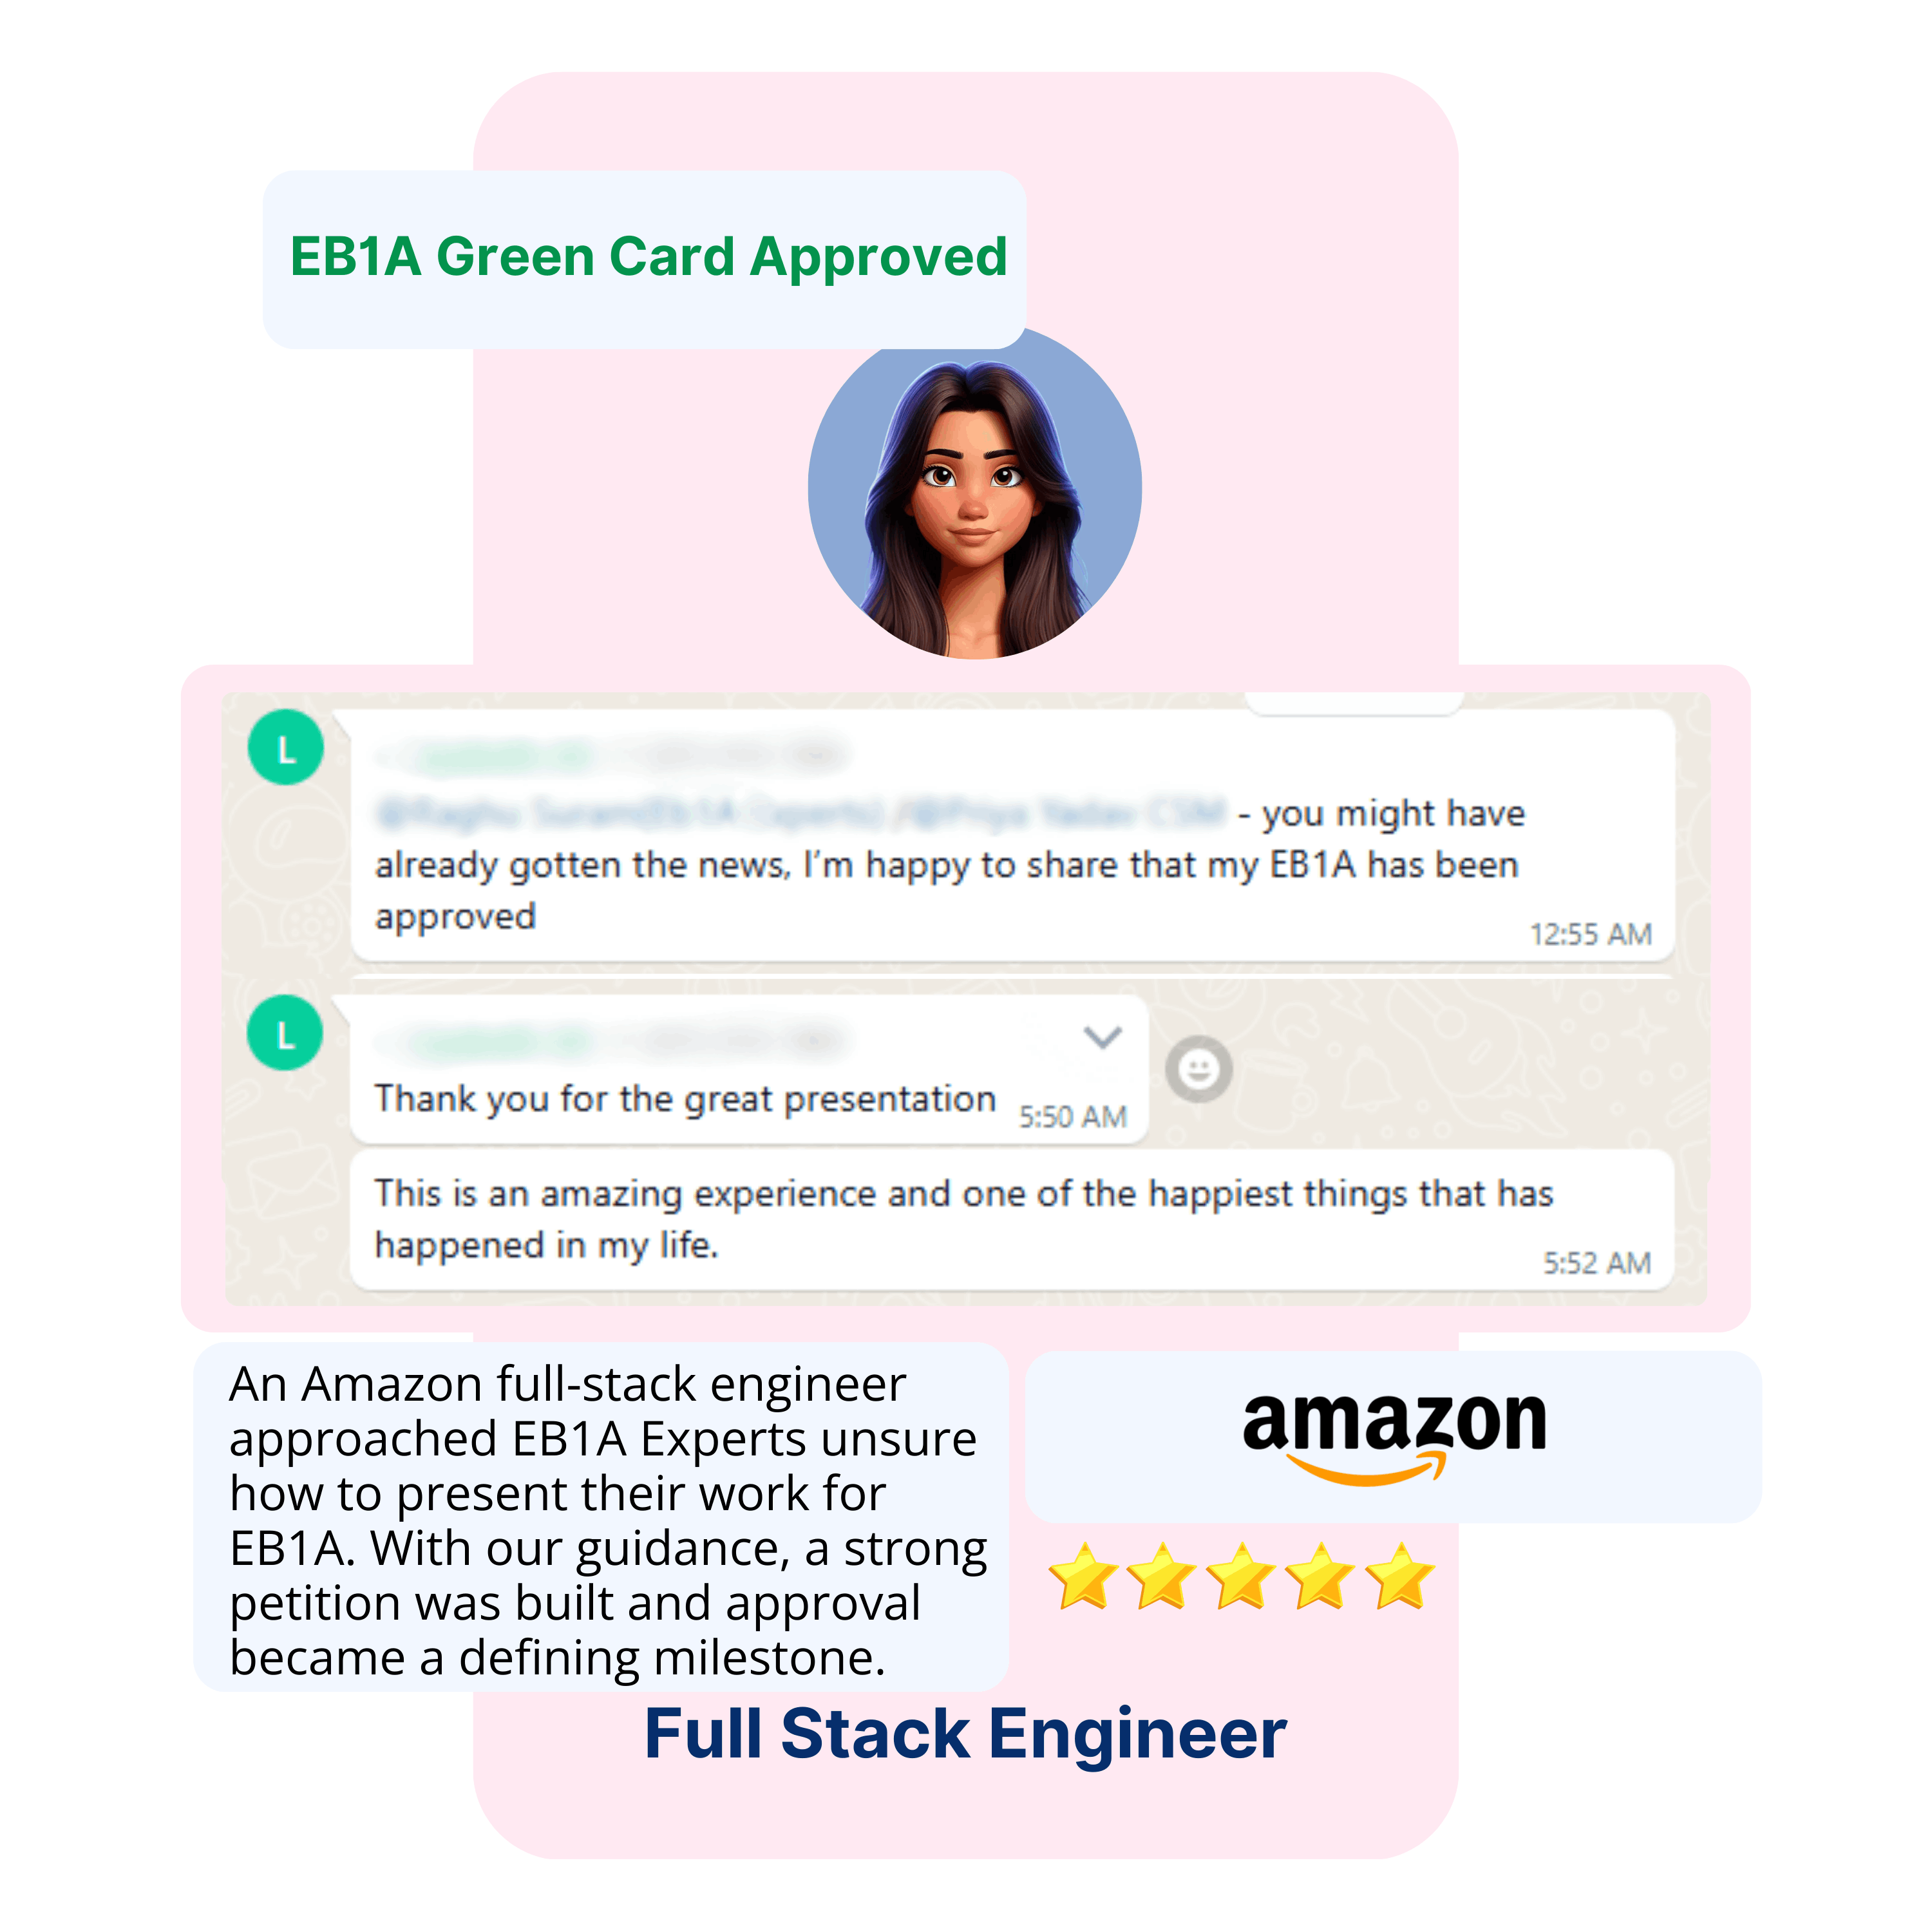 EB1A Green Card Approved
L
- you might have
already gotten the news, I'm happy to share that my EB1A has been
approved
12:55 AM
L
Thank you for the great presentation
5:50 AM
This is an amazing experience and one of the happiest things that has
happened in my life.
5:52 AM
An Amazon full-stack engineer
approached EB1A Experts unsure
how to present their work for
EB1A. With our guidance, a strong
petition was built and approval
became a defining milestone.
amazon
Full Stack Engineer